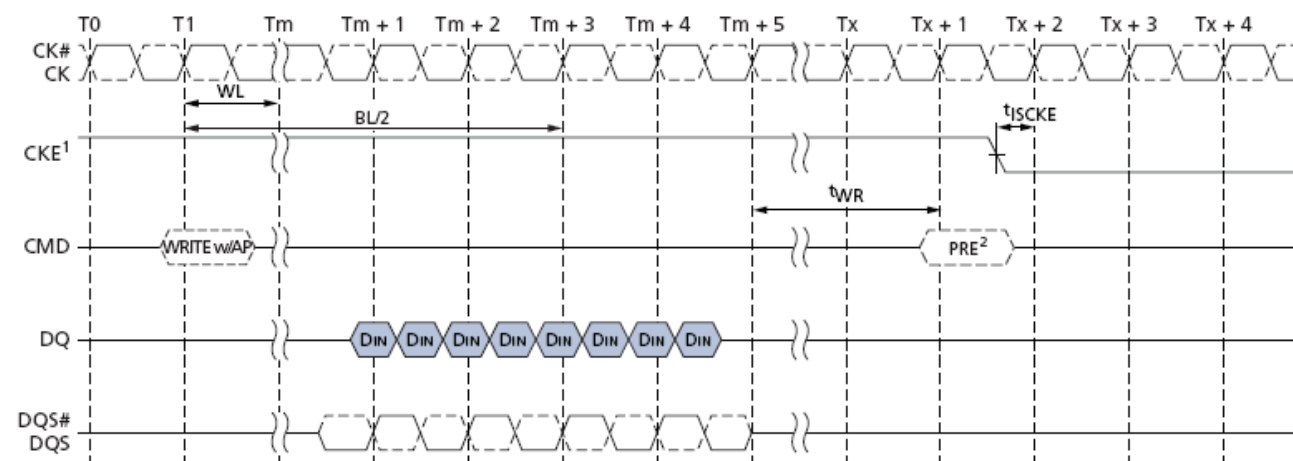 T0 T1 Tm Tm + 1 Tm + 2 Tm + 3 Tm + 4 Tm + 5 Tx Tx + 1 Tx + 2 Tx + 3 Tx + 4
CK#
CK
WL
BL/2
tISCKE
CKE1
tWR
CMD WRITE w/AP PRE2
DQ DIN DIN DIN DIN DIN DIN DIN DIN
DQS#
DQS